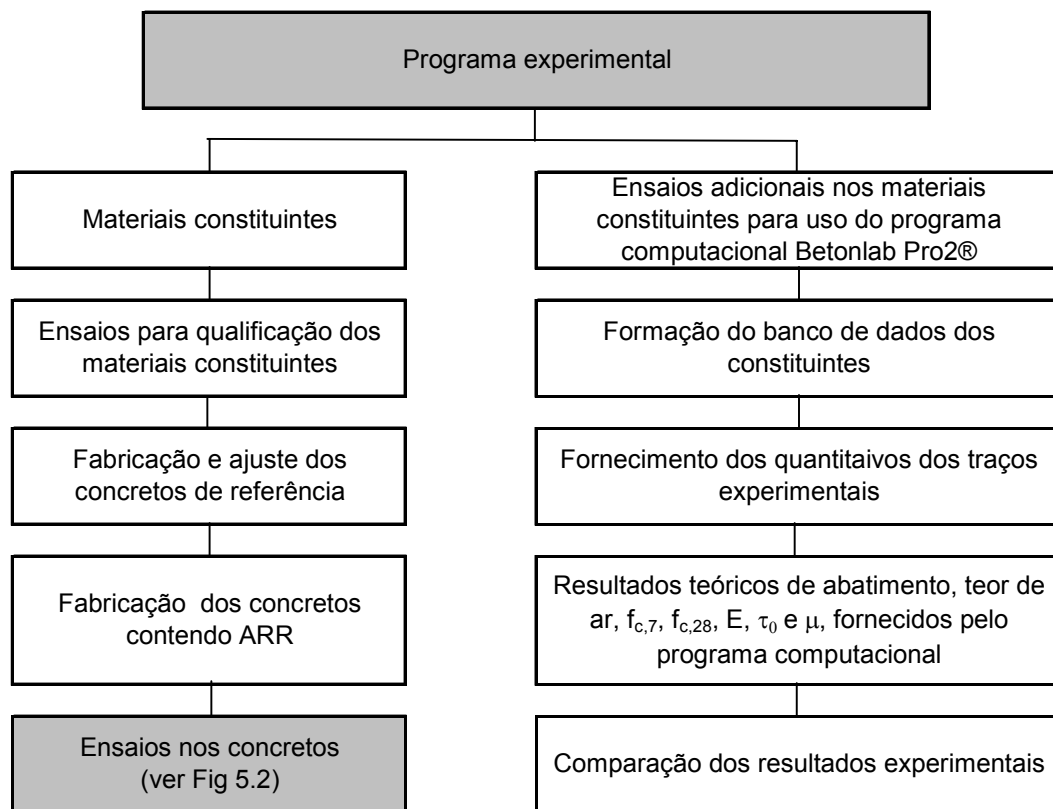 Programa experimental
Materiais constituintes
Ensaios para qualificação dos
materiais constituintes
Fabricação e ajuste dos
concretos de referência
Fabricação dos concretos
contendo ARR
Ensaios nos concretos
(ver Fig 5.2)
Ensaios adicionais nos materiais
constituintes para uso do programa
computacional Betonlab Pro2®
Formação do banco de dados dos
constituintes
Fornecimento dos quantitaivos dos traços
experimentais
Resultados teóricos de abatimento, teor de
ar, f_c,7, f_c,28, E, τ₀ e μ, fornecidos pelo
programa computacional
Comparação dos resultados experimentais